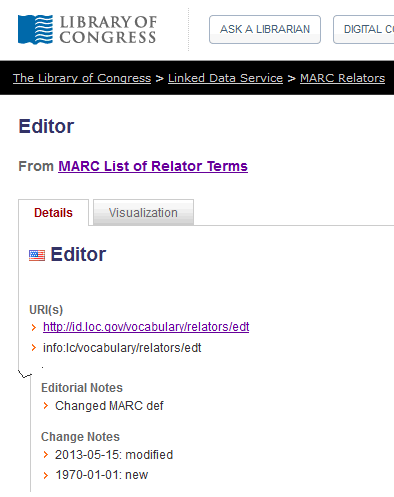 LIBRARY OF
CONGRESS
ASK A LIBRARIAN
DIGITAL CO
The Library of Congress > Linked Data Service > MARC Relators
Editor
From MARC List of Relator Terms
Details
Visualization
Editor
URI(s)
http://id.loc.gov/vocabulary/relators/edt
info:lc/vocabulary/relators/edt
Editorial Notes
Changed MARC def
Change Notes
2013-05-15: modified
1970-01-01: new